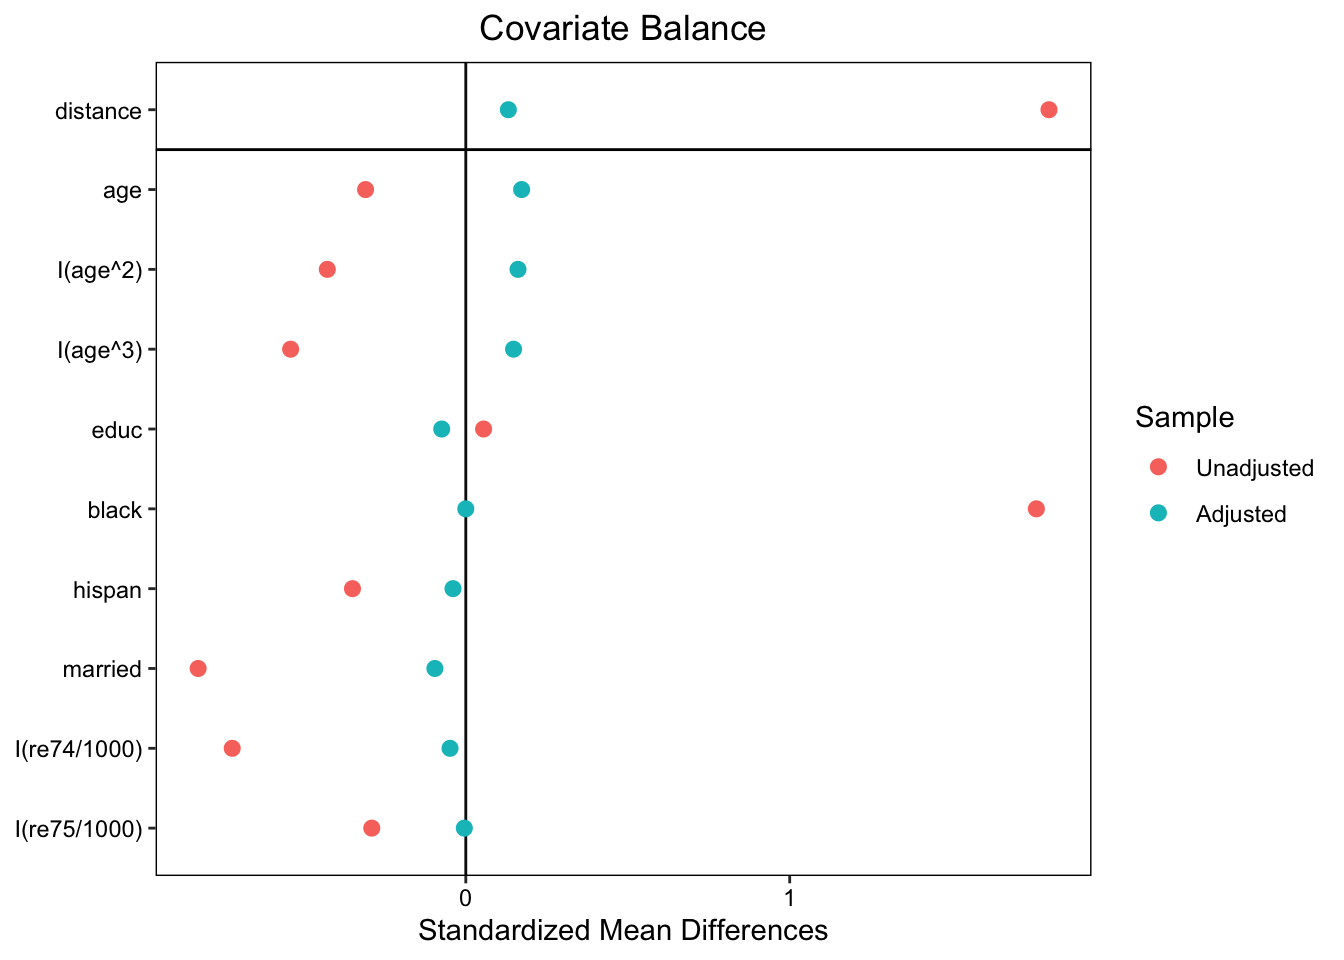 Covariate Balance
distance
age
I(age^2)
I(age^3)
educ
black
hispan
married
I(re74/1000)
I(re75/1000)
0 1
Standardized Mean Differences
Sample
Unadjusted
Adjusted